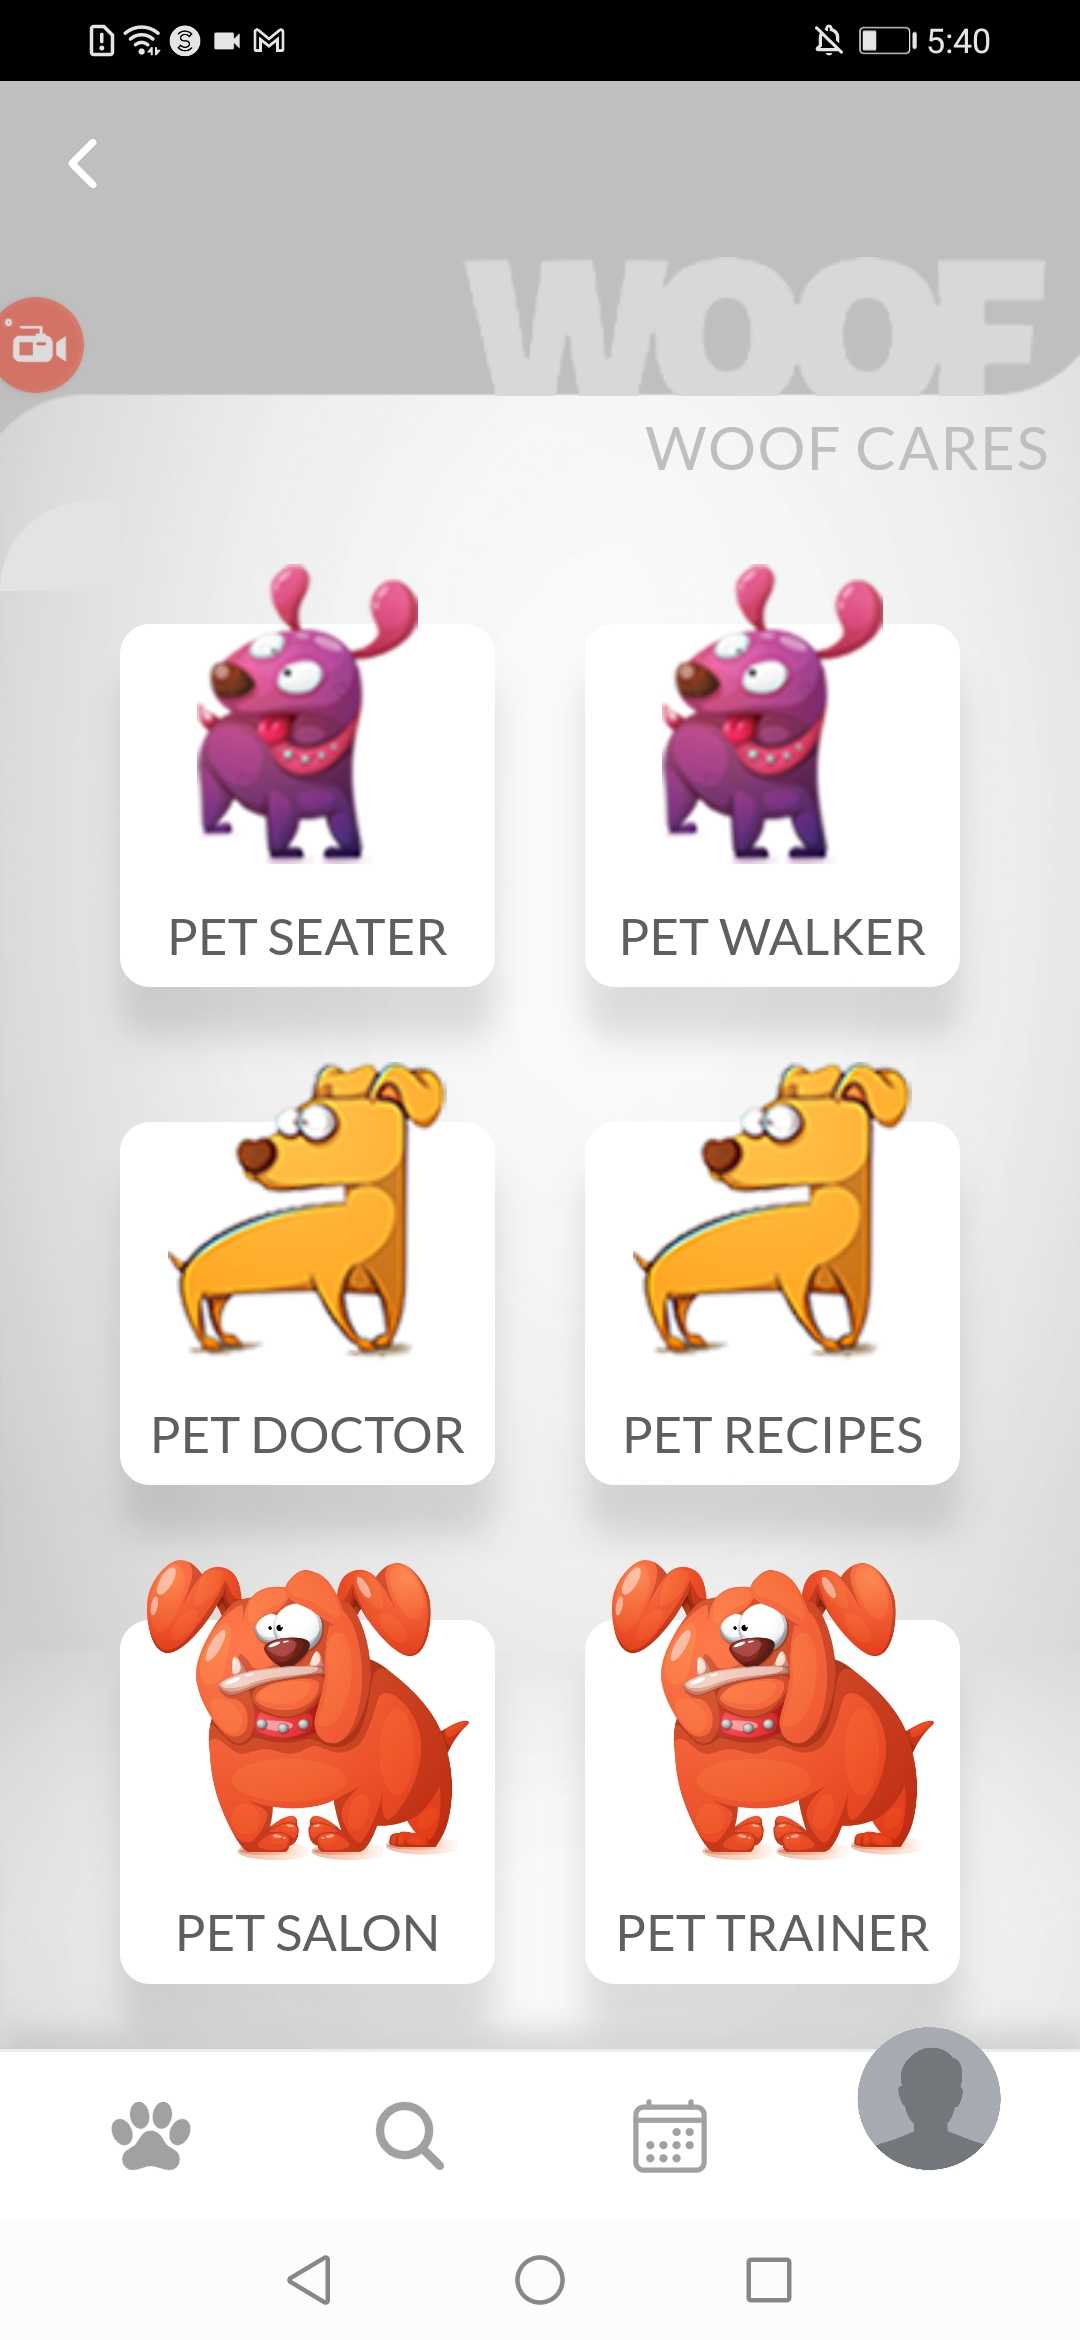 5:40
WOOF
WOOF CARES
PET SEATER
PET WALKER
PET DOCTOR
PET RECIPES
PET SALON
PET TRAINER